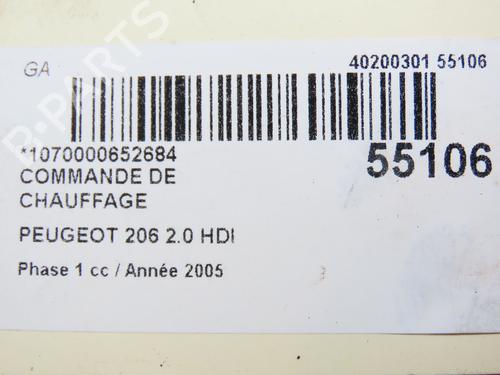 GA
40200301 55106
*1070000652684
55106
COMMANDE DE
CHAUFFAGE
PEUGEOT 206 2.0 HDI
Phase 1 cc / Année 2005
B-PARTS